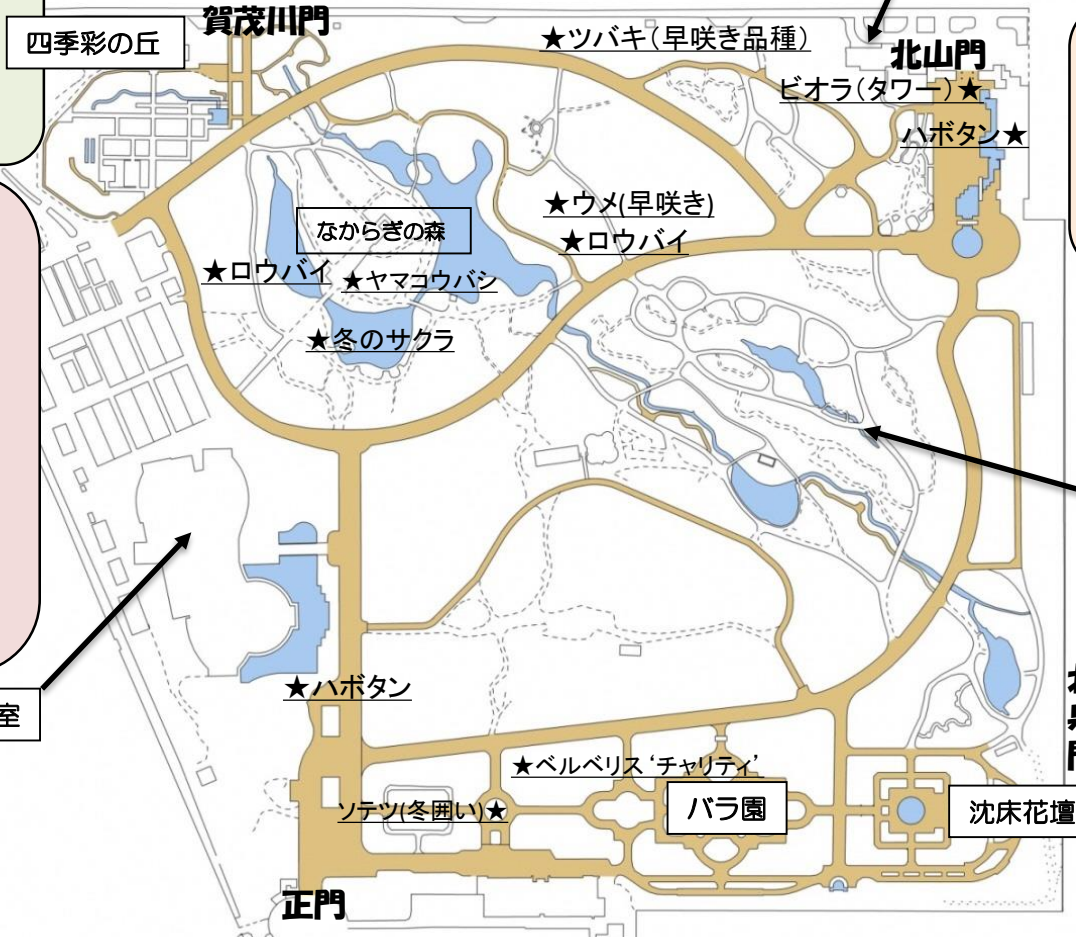 賀茂川門
四季彩の丘
★ツバキ(早咲き品種)
北山門
ビオラ(タワー)★
ハボタン★
★ウメ(早咲き)
なからぎの森
★ロウバイ
★ロウバイ
★ヤマコウバシ
★冬のサクラ
★ハボタン
室
★ベルベリス‘チャリティ’
ソテツ(冬囲い)★
バラ園
沈床花壇
正門